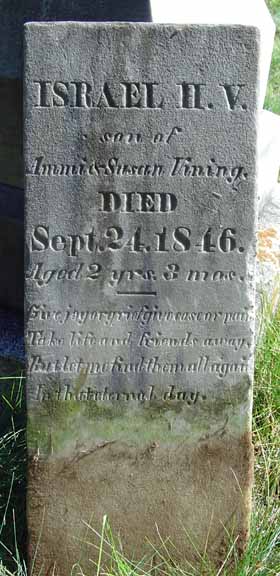 ISRAEL H. V.
son of
Ammi & Susan Vining.
DIED
Sept. 24. 1846.
Aged 2 yrs. 3 mos.
Give joy or grief give ease or pain
Take life and friends away.
But let me find them all again
In that eternal day.